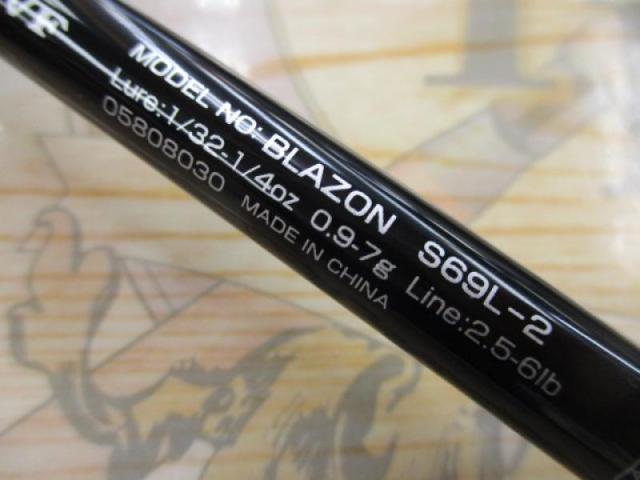 MODEL NO: BLAZON S69L-2
Lure:1/32-1/4oz 0.9-7g Line:2.5-6lb
05808030 MADE IN CHINA